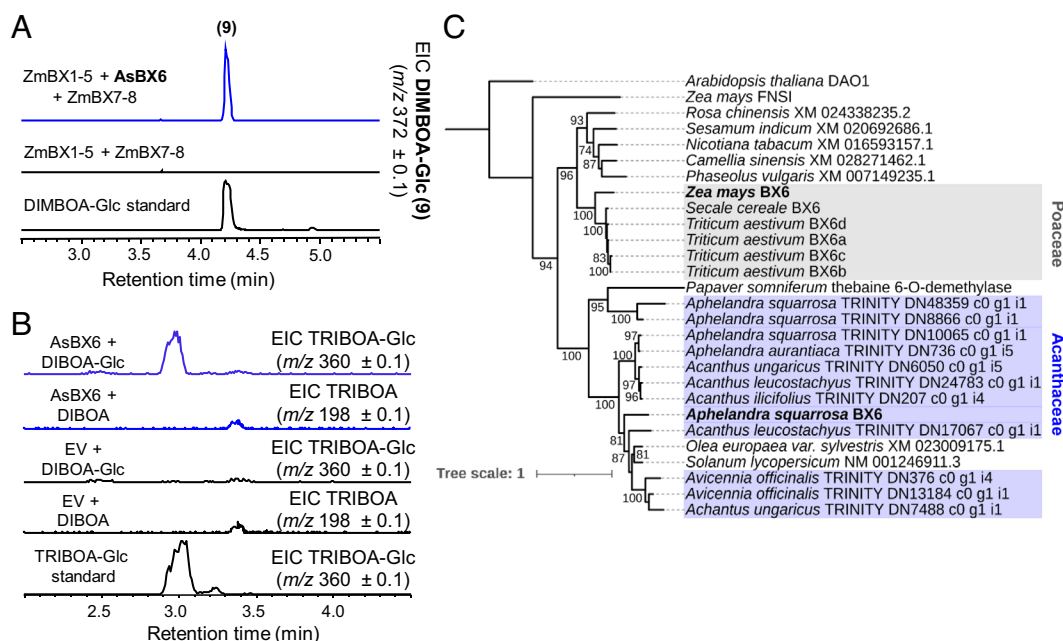 A
(9)
ZmBX1-5 + AsBX6
+ ZmBX7-8
ZmBX1-5 + ZmBX7-8
DIMBOA-Glc standard
3.0 3.5 4.0 4.5 5.0
Retention time (min)
EIC DIMBOA-Glc (9)
(m/z 372 ± 0.1)
B
AsBX6 +
DIBOA-Glc
EIC TRIBOA-Glc
(m/z 360 ± 0.1)
AsBX6 +
DIBOA
EIC TRIBOA
(m/z 198 ± 0.1)
EV +
DIBOA-Glc
EIC TRIBOA-Glc
(m/z 360 ± 0.1)
EV +
DIBOA
EIC TRIBOA
(m/z 198 ± 0.1)
TRIBOA-Glc
standard
EIC TRIBOA-Glc
(m/z 360 ± 0.1)
2.5 3.0 3.5 4.0
Retention time (min)
C
Arabidopsis thaliana DAO1
Zea mays FNSI
Rosa chinensis XM 024338235.2
93
Sesamum indicum XM 020692686.1
Nicotiana tabacum XM 016593157.1
74
Camellia sinensis XM 028271462.1
87
Phaseolus vulgaris XM 007149235.1
96
Zea mays BX6
Secale cereale BX6
100
Triticum aestivum BX6d
100
Triticum aestivum BX6a
Triticum aestivum BX6c
83
Triticum aestivum BX6b
100
94
Poaceae
Papaver somniferum thebaine 6-O-demethylase
95
Aphelandra squarrosa TRINITY DN48359 c0 g1 i1
Aphelandra squarrosa TRINITY DN8866 c0 g1 i1
100
Aphelandra squarrosa TRINITY DN10065 c0 g1 i1
97
Aphelandra aurantiaca TRINITY DN736 c0 g1 i5
100
100
Acanthus ungaricus TRINITY DN6050 c0 g1 i5
Acanthus leucostachyus TRINITY DN24783 c0 g1 i1
97
Acanthus ilicifolius TRINITY DN207 c0 g1 i4
96
100
Aphelandra squarrosa BX6
Acanthus leucostachyus TRINITY DN17067 c0 g1 i1
81
Olea europaea var. sylvestris XM 023009175.1
87
81
Solanum lycopersicum NM 001246911.3
Avicennia officinalis TRINITY DN376 c0 g1 i4
Avicennia officinalis TRINITY DN13184 c0 g1 i1
100
Achantus ungaricus TRINITY DN7488 c0 g1 i1
Acanthaceae
Tree scale: 1